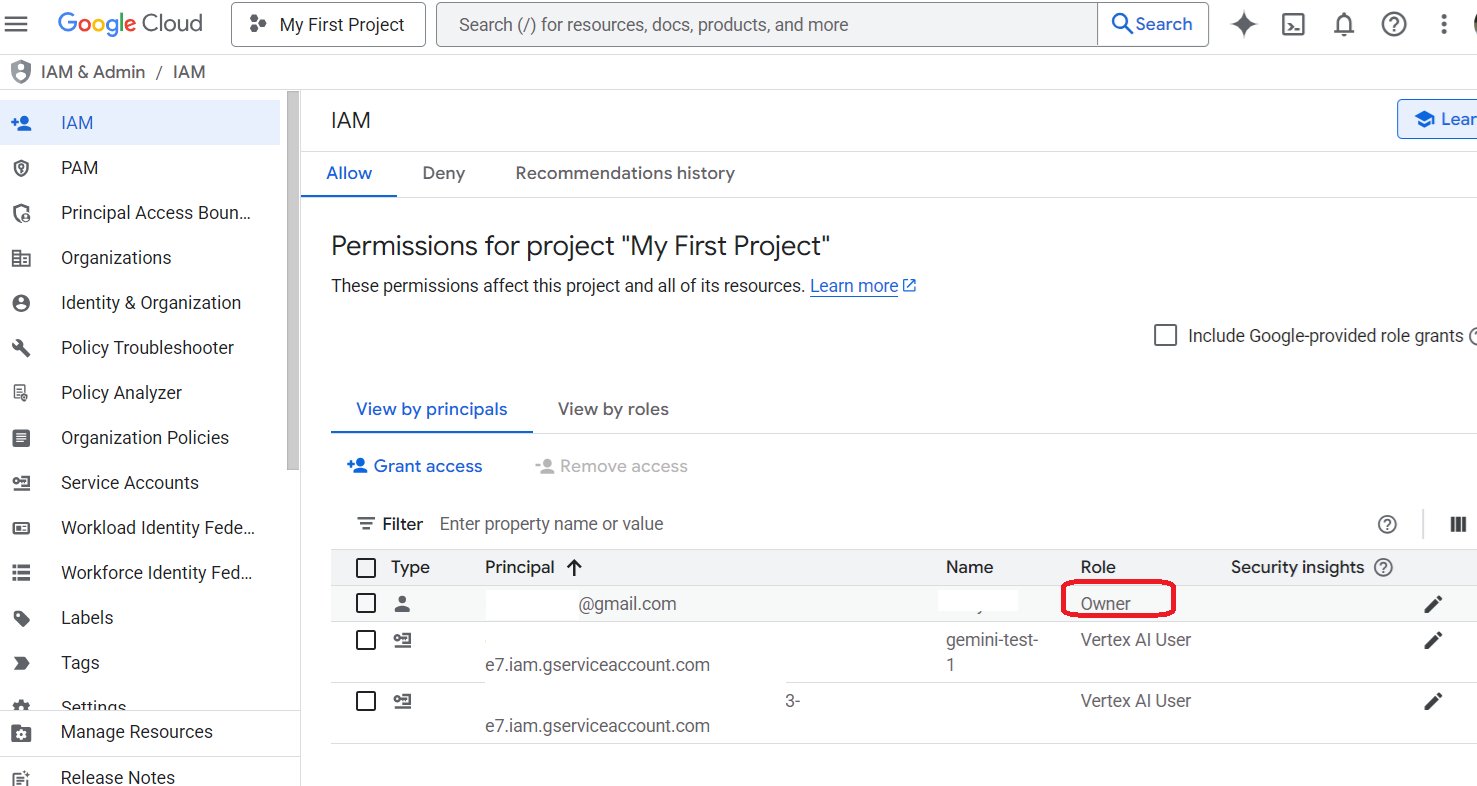 Google Cloud
My First Project
Search (/) for resources, docs, products, and more
Search
IAM & Admin / IAM
IAM
PAM
Principal Access Boun...
Organizations
Identity & Organization
Policy Troubleshooter
Policy Analyzer
Organization Policies
Service Accounts
Workload Identity Fede...
Workforce Identity Fed...
Labels
Tags
Settings
Manage Resources
Release Notes
IAM
Lear
Allow Deny Recommendations history
Permissions for project "My First Project"
These permissions affect this project and all of its resources. Learn more
Include Google-provided role grants
View by principals View by roles
Grant access Remove access
Filter Enter property name or value
Type Principal Name Role Security insights
@gmail.com Owner
gemini-test- Vertex AI User
e7.iam.gserviceaccount.com 1
3- Vertex AI User
e7.iam.gserviceaccount.com